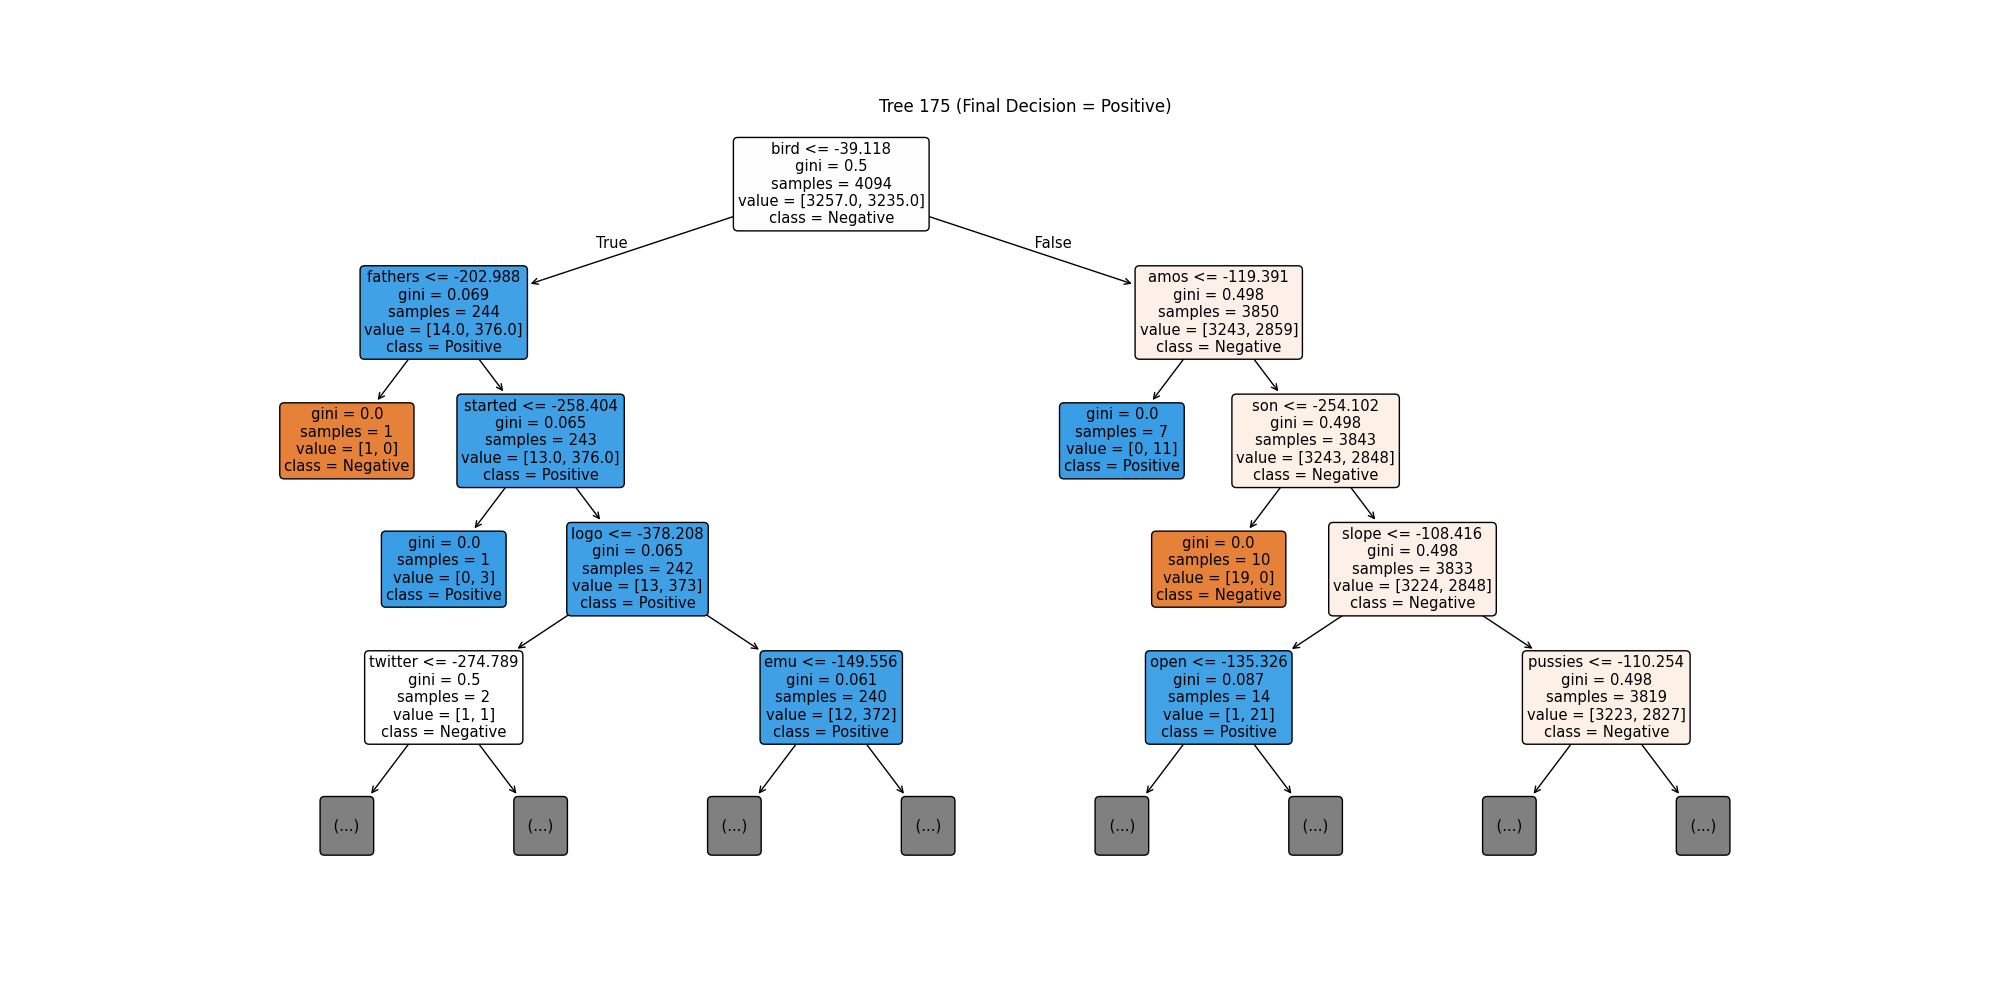 Tree 175 (Final Decision = Positive)
bird <= -39.118
gini = 0.5
samples = 4094
value = [3257.0, 3235.0]
class = Negative
True
False
fathers <= -202.988
gini = 0.069
samples = 244
value = [14.0, 376.0]
class = Positive
amos <= -119.391
gini = 0.498
samples = 3850
value = [3243, 2859]
class = Negative
gini = 0.0
samples = 1
value = [1, 0]
class = Negative
started <= -258.404
gini = 0.065
samples = 243
value = [13.0, 376.0]
class = Positive
gini = 0.0
samples = 7
value = [0, 11]
class = Positive
son <= -254.102
gini = 0.498
samples = 3843
value = [3243, 2848]
class = Negative
gini = 0.0
samples = 1
value = [0, 3]
class = Positive
logo <= -378.208
gini = 0.065
samples = 242
value = [13, 373]
class = Positive
gini = 0.0
samples = 10
value = [19, 0]
class = Negative
slope <= -108.416
gini = 0.498
samples = 3833
value = [3224, 2848]
class = Negative
twitter <= -274.789
gini = 0.5
samples = 2
value = [1, 1]
class = Negative
emu <= -149.556
gini = 0.061
samples = 240
value = [12, 372]
class = Positive
open <= -135.326
gini = 0.087
samples = 14
value = [1, 21]
class = Positive
pussies <= -110.254
gini = 0.498
samples = 3819
value = [3223, 2827]
class = Negative
(...)
(...)
(...)
(...)
(...)
(...)
(...)
(...)